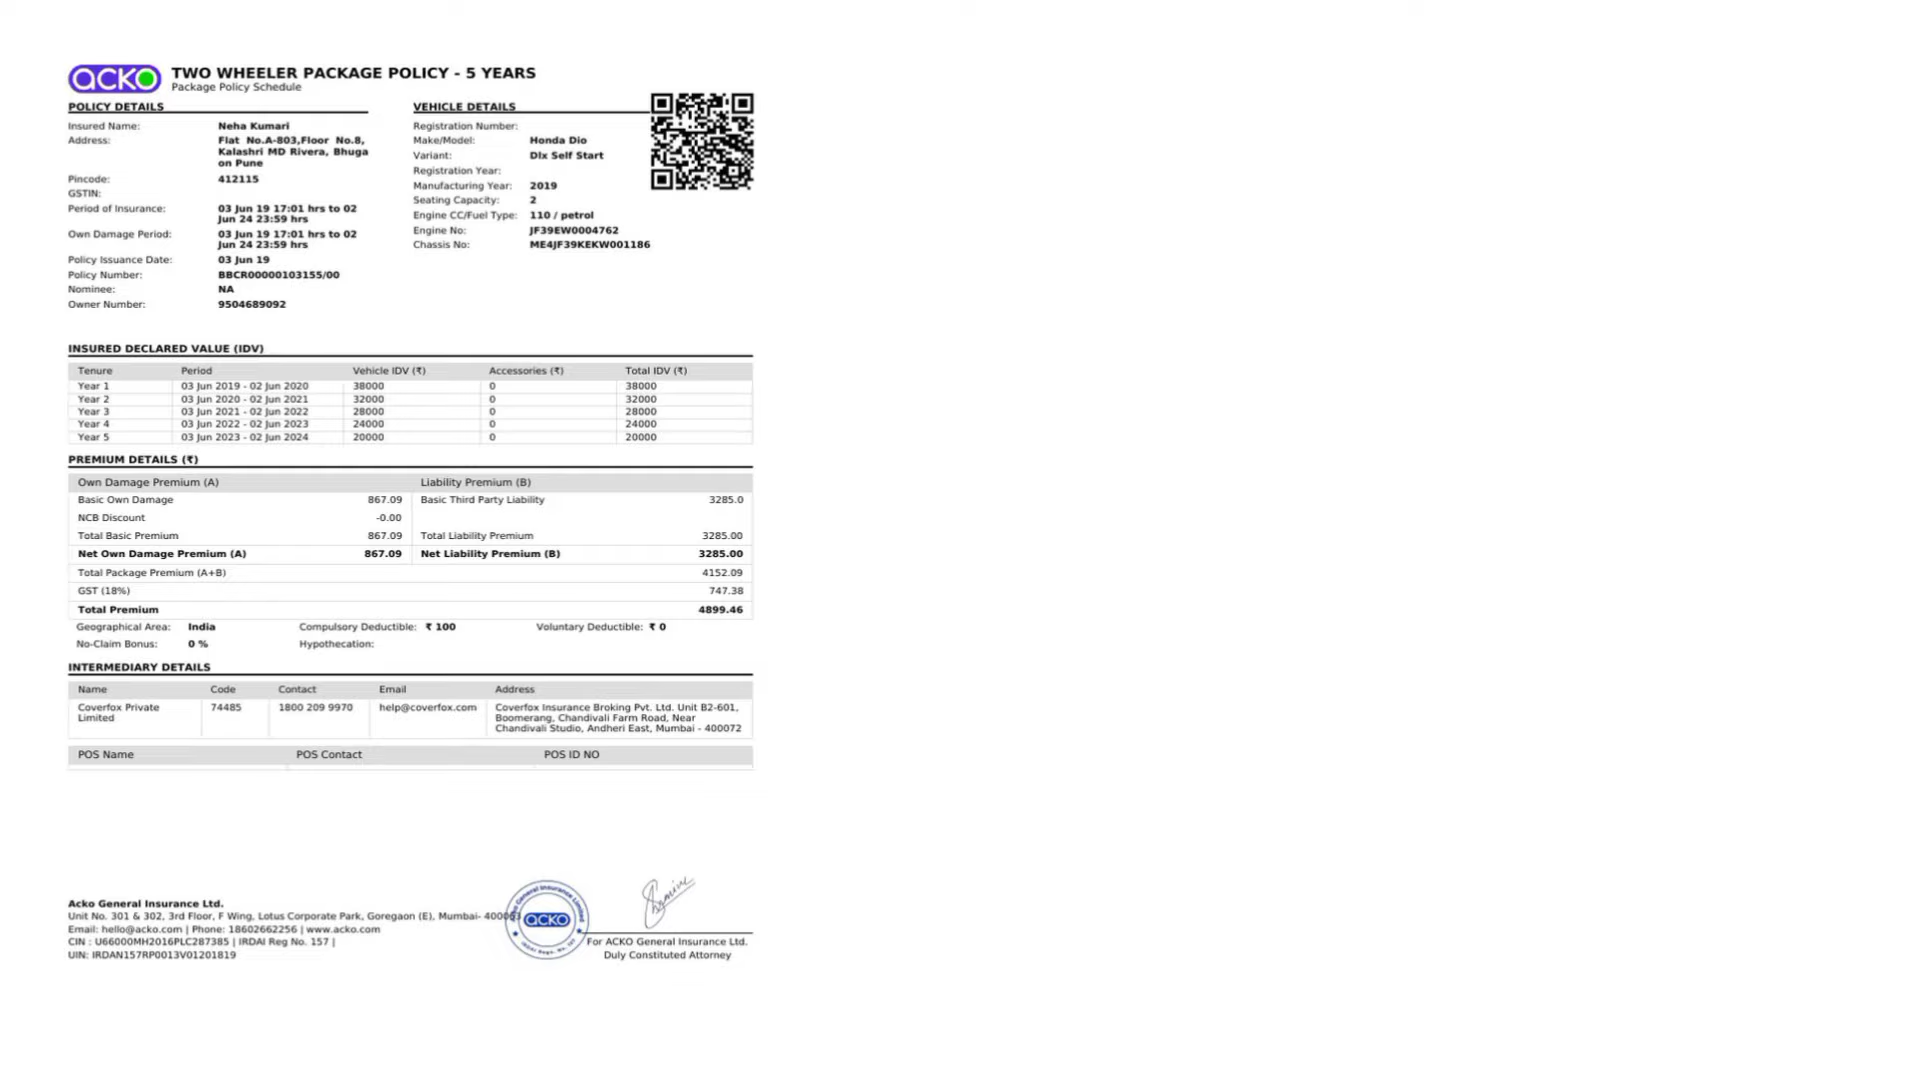 acko
TWO WHEELER PACKAGE POLICY - 5 YEARS
Package Policy Schedule
POLICY DETAILS
Insured Name: Neha Kumari
Address: Flat No.A-803,Floor No.8,
Kalashri MD Rivera, Bhuga
on Pune
Pincode: 412115
GSTIN:
Period of Insurance: 03 Jun 19 17:01 hrs to 02
Jun 24 23:59 hrs
Own Damage Period: 03 Jun 19 17:01 hrs to 02
Jun 24 23:59 hrs
Policy Issuance Date: 03 Jun 19
Policy Number: BBCR00000103155/00
Nominee: NA
Owner Number: 9504689092
VEHICLE DETAILS
Registration Number:
Make/Model: Honda Dio
Variant: Dlx Self Start
Registration Year:
Manufacturing Year: 2019
Seating Capacity: 2
Engine CC/Fuel Type: 110 / petrol
Engine No: JF39EW0004762
Chassis No: ME4JF39KEKW001186
INSURED DECLARED VALUE (IDV)
Tenure Period Vehicle IDV (₹) Accessories (₹) Total IDV (₹)
Year 1 03 Jun 2019 - 02 Jun 2020 38000 0 38000
Year 2 03 Jun 2020 - 02 Jun 2021 32000 0 32000
Year 3 03 Jun 2021 - 02 Jun 2022 28000 0 28000
Year 4 03 Jun 2022 - 02 Jun 2023 24000 0 24000
Year 5 03 Jun 2023 - 02 Jun 2024 20000 0 20000
PREMIUM DETAILS (₹)
Own Damage Premium (A) Liability Premium (B)
Basic Own Damage 867.09 Basic Third Party Liability 3285.0
NCB Discount -0.00
Total Basic Premium 867.09 Total Liability Premium 3285.00
Net Own Damage Premium (A) 867.09 Net Liability Premium (B) 3285.00
Total Package Premium (A+B) 4152.09
GST (18%) 747.38
Total Premium 4899.46
Geographical Area: India Compulsory Deductible: ₹ 100 Voluntary Deductible: ₹ 0
No-Claim Bonus: 0 % Hypothecation:
INTERMEDIARY DETAILS
Name Code Contact Email Address
Coverfox Private Limited 74485 1800 209 9970 help@coverfox.com Coverfox Insurance Broking Pvt. Ltd. Unit B2-601,
Boomerang, Chandivali Farm Road, Near
Chandivali Studio, Andheri East, Mumbai - 400072
POS Name POS Contact POS ID NO
Acko General Insurance Ltd.
Unit No. 301 & 302, 3rd Floor, F Wing, Lotus Corporate Park, Goregaon (E), Mumbai- 400063
Email: hello@acko.com | Phone: 18602662256 | www.acko.com
CIN : U66000MH2016PLC287385 | IRDAI Reg No. 157 |
UIN: IRDAN157RP0013V01201819
Acko General Insurance Limited
acko
IRDAI Regn. No. 157
For ACKO General Insurance Ltd.
Duly Constituted Attorney